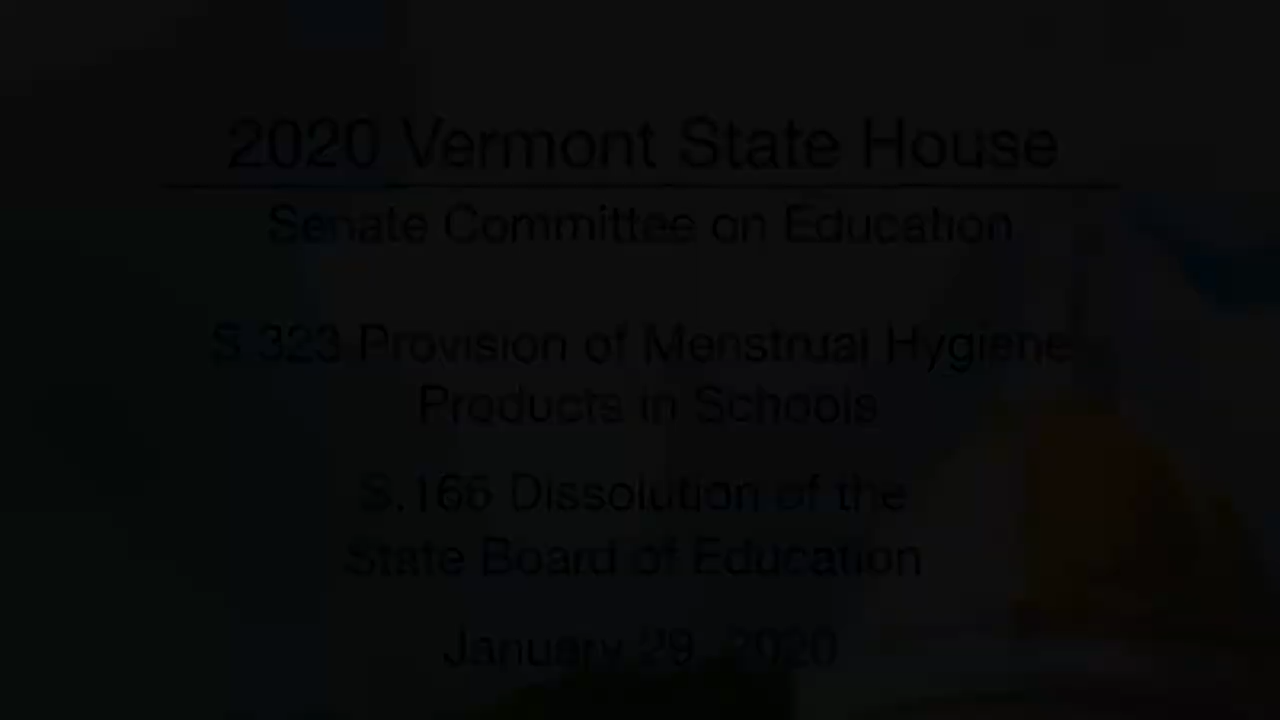 2020 Vermont State House
Senate Committee on Education
S.323 Provision of Menstrual Hygiene
Products in Schools
S.166 Dissolution of the
State Board of Education
January 29, 2020